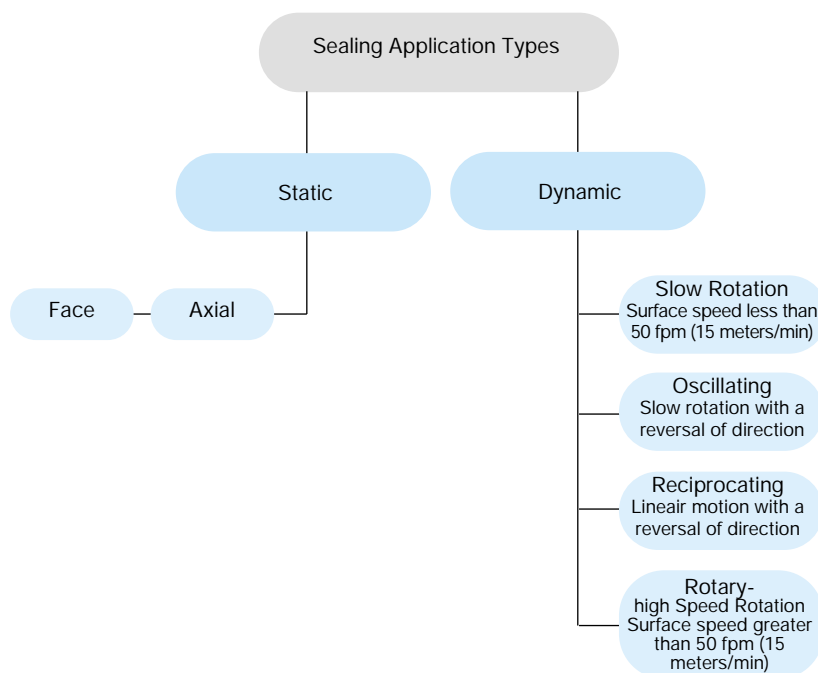 Sealing Application Types
Static
Dynamic
Face
Axial
Slow Rotation
Surface speed less than
50 fpm (15 meters/min)
Oscillating
Slow rotation with a
reversal of direction
Reciprocating
Lineair motion with a
reversal of direction
Rotary-
high Speed Rotation
Surface speed greater
than 50 fpm (15
meters/min)